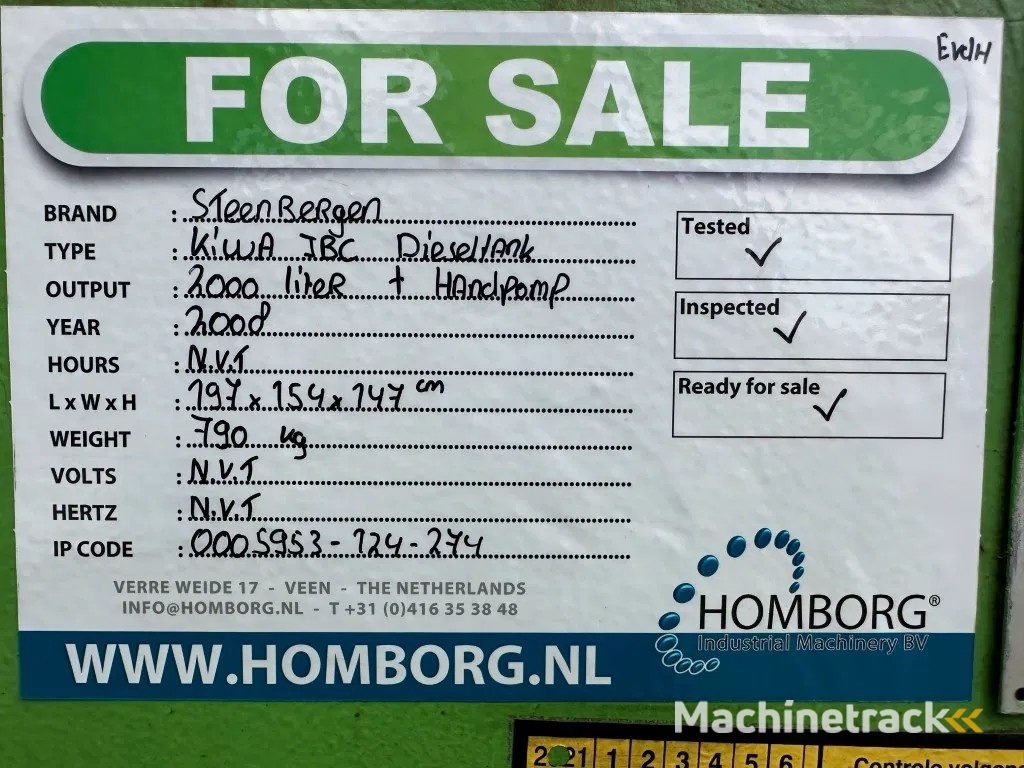 EvdH
FOR SALE
BRAND : SteenBergen
TYPE : KiWA IBC Dieseltank
OUTPUT : 2000 liter + Handpomp
YEAR : 2008
HOURS : N.V.T
L x W x H : 197 x 154 x 147 cm
WEIGHT : 790 kg
VOLTS : N.V.T
HERTZ : N.V.T
IP CODE : 0005953-124-274
Tested ✓
Inspected ✓
Ready for sale ✓
VERRE WEIDE 17 - VEEN - THE NETHERLANDS
INFO@HOMBORG.NL - T +31 (0)416 35 38 48
WWW.HOMBORG.NL
HOMBORG®
Industrial Machinery BV
Machinetrack
2021 1 2 3 4 5 6 Controle